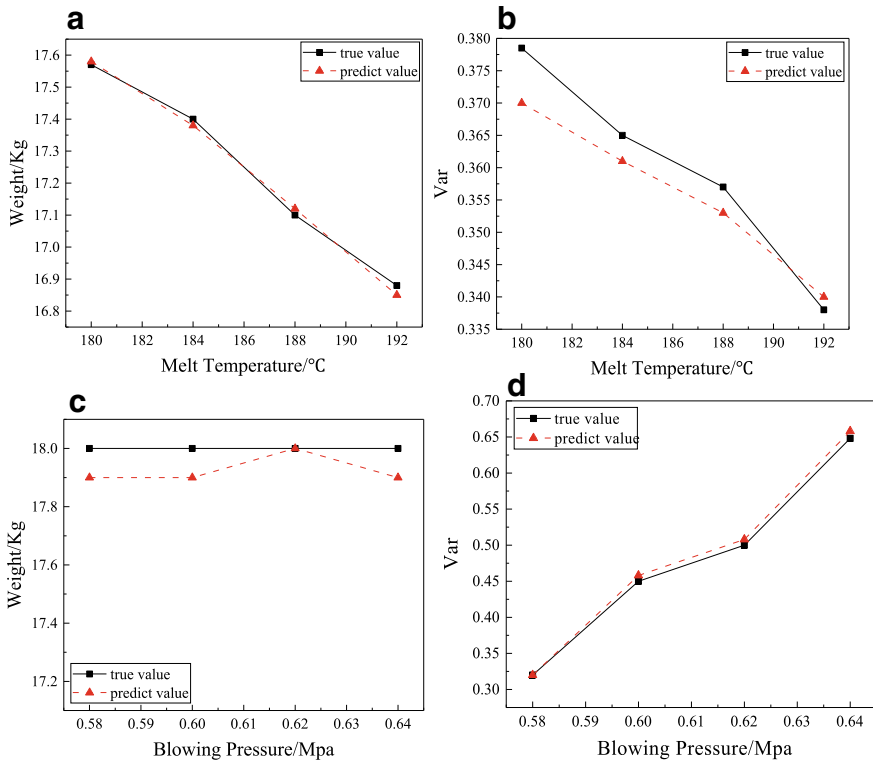 a
true value
predict value
17.6
17.5
17.4
17.3
17.2
17.1
17.0
16.9
16.8
Weight/Kg
180 182 184 186 188 190 192
Melt Temperature/℃
b
true value
predict value
0.380
0.375
0.370
0.365
0.360
0.355
0.350
0.345
0.340
0.335
Var
180 182 184 186 188 190 192
Melt Temperature/℃
c
18.0
17.8
17.6
17.4
17.2
Weight/Kg
true value
predict value
0.58 0.59 0.60 0.61 0.62 0.63 0.64
Blowing Pressure/Mpa
d
true value
predict value
0.70
0.65
0.60
0.55
0.50
0.45
0.40
0.35
0.30
Var
0.58 0.59 0.60 0.61 0.62 0.63 0.64
Blowing Pressure/Mpa